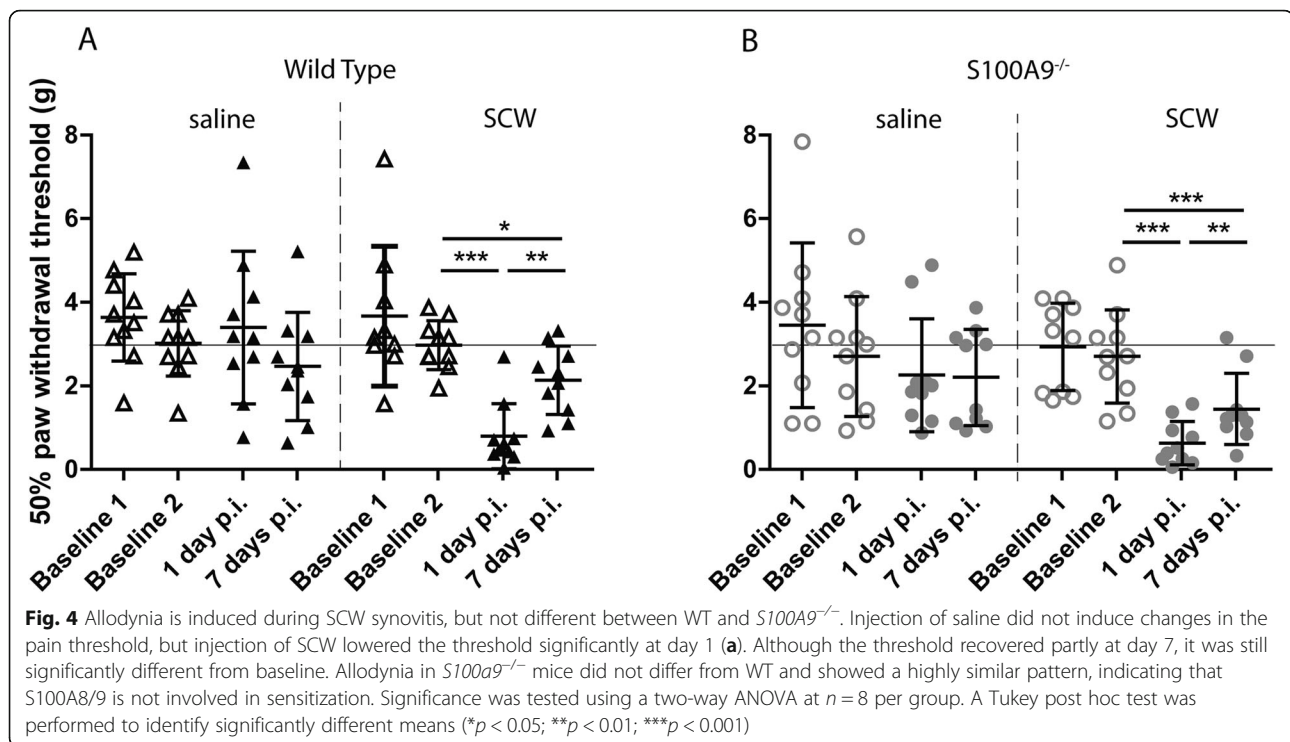 A
B
Wild Type
S100A9-/-
saline
SCW
saline
SCW
50% paw withdrawal threshold (g)
8
6
4
2
0
*
***
**
Baseline 1
Baseline 2
1 day p.i.
7 days p.i.
Baseline 1
Baseline 2
1 day p.i.
7 days p.i.
8
6
4
2
0
***
***
**
Baseline 1
Baseline 2
1 day p.i.
7 days p.i.
Baseline 1
Baseline 2
1 day p.i.
7 days p.i.
Fig. 4 Allodynia is induced during SCW synovitis, but not different between WT and S100A9−/−. Injection of saline did not induce changes in the
pain threshold, but injection of SCW lowered the threshold significantly at day 1 (a). Although the threshold recovered partly at day 7, it was still
significantly different from baseline. Allodynia in S100a9−/− mice did not differ from WT and showed a highly similar pattern, indicating that
S100A8/9 is not involved in sensitization. Significance was tested using a two-way ANOVA at n = 8 per group. A Tukey post hoc test was
performed to identify significantly different means (*p < 0.05; **p < 0.01; ***p < 0.001)